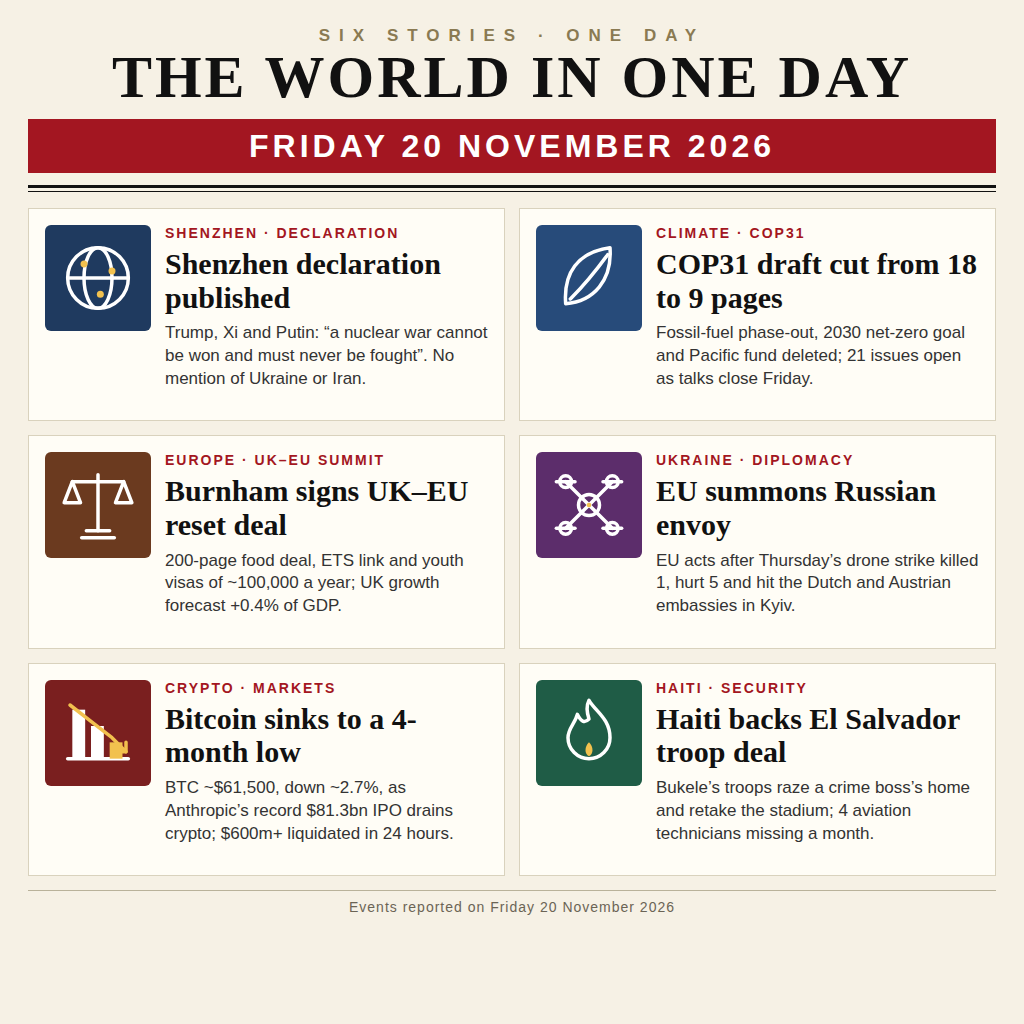 SIX STORIES · ONE DAY
THE WORLD IN ONE DAY
FRIDAY 20 NOVEMBER 2026
SHENZHEN · DECLARATION
Shenzhen declaration
published
Trump, Xi and Putin: “a nuclear war cannot
be won and must never be fought”. No
mention of Ukraine or Iran.
CLIMATE · COP31
COP31 draft cut from 18
to 9 pages
Fossil-fuel phase-out, 2030 net-zero goal
and Pacific fund deleted; 21 issues open
as talks close Friday.
EUROPE · UK–EU SUMMIT
Burnham signs UK–EU
reset deal
200-page food deal, ETS link and youth
visas of ~100,000 a year; UK growth
forecast +0.4% of GDP.
UKRAINE · DIPLOMACY
EU summons Russian
envoy
EU acts after Thursday’s drone strike killed
1, hurt 5 and hit the Dutch and Austrian
embassies in Kyiv.
CRYPTO · MARKETS
Bitcoin sinks to a 4-
month low
BTC ~$61,500, down ~2.7%, as
Anthropic’s record $81.3bn IPO drains
crypto; $600m+ liquidated in 24 hours.
HAITI · SECURITY
Haiti backs El Salvador
troop deal
Bukele’s troops raze a crime boss’s home
and retake the stadium; 4 aviation
technicians missing a month.
Events reported on Friday 20 November 2026